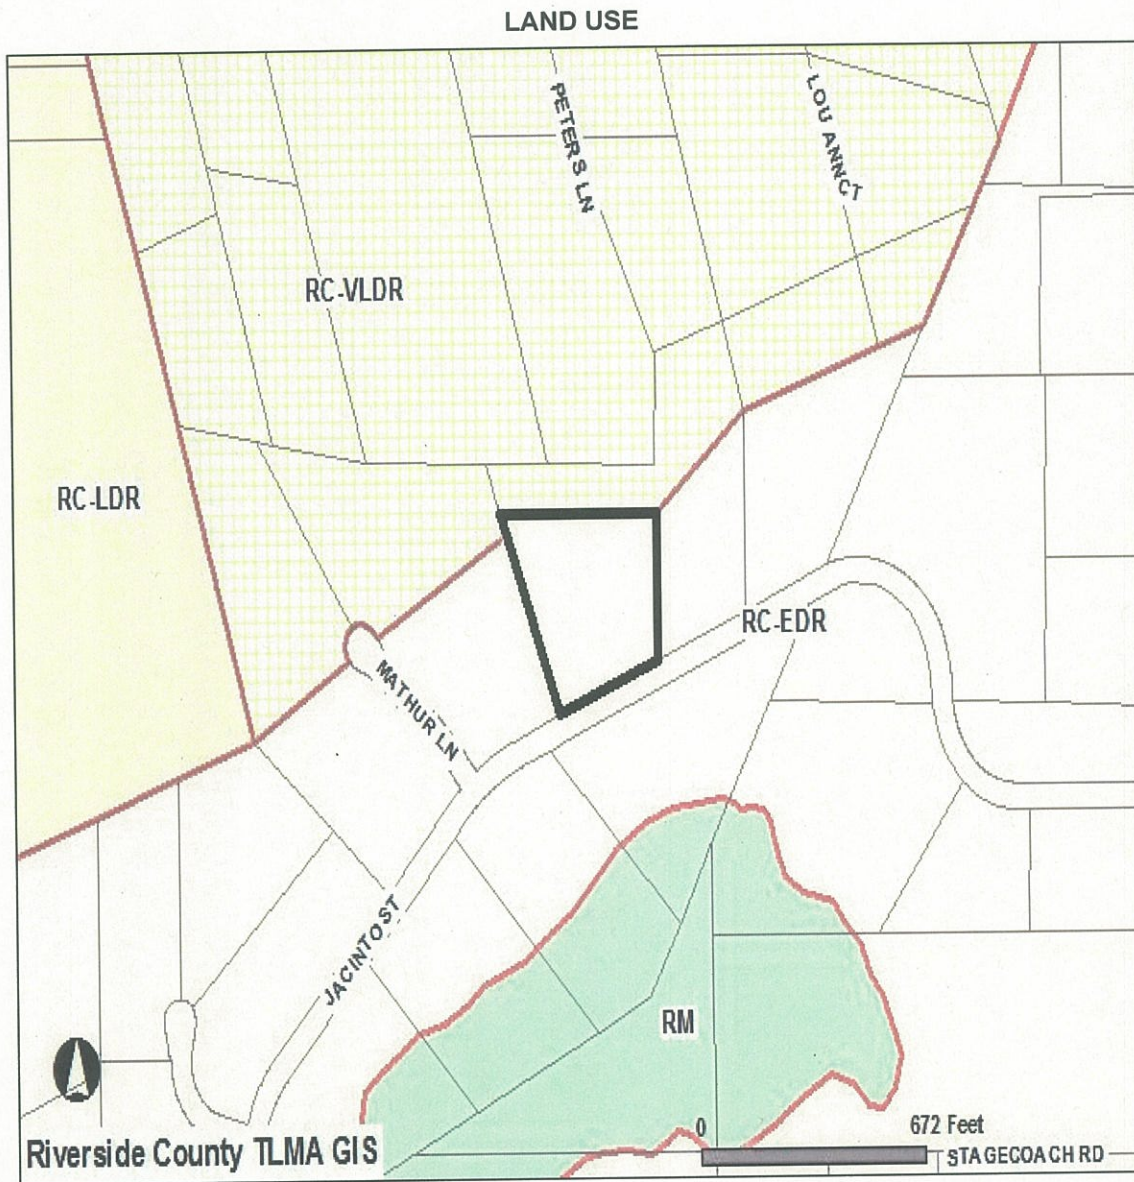 LAND USE
PETERS LN
LOU ANN CT
RC-VLDR
RC-LDR
RC-EDR
MATHUR LN
JACINTO ST
RM
0
672 Feet
Riverside County TLMA GIS
STAGECOACH RD